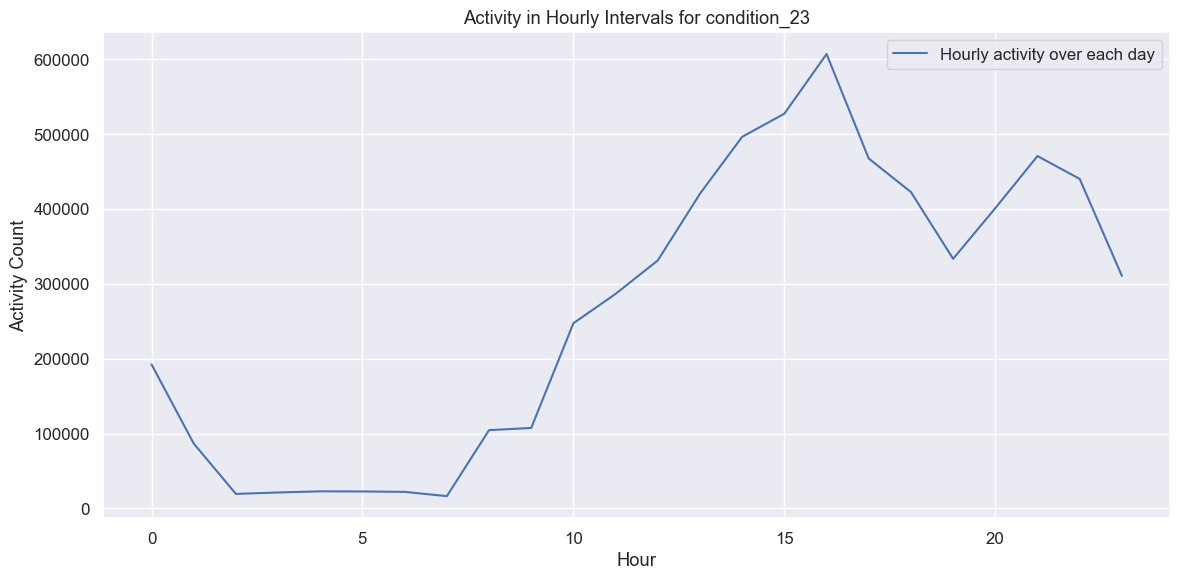 Activity in Hourly Intervals for condition_23
Hourly activity over each day
Activity Count
600000
500000
400000
300000
200000
100000
0
0 5 10 15 20
Hour